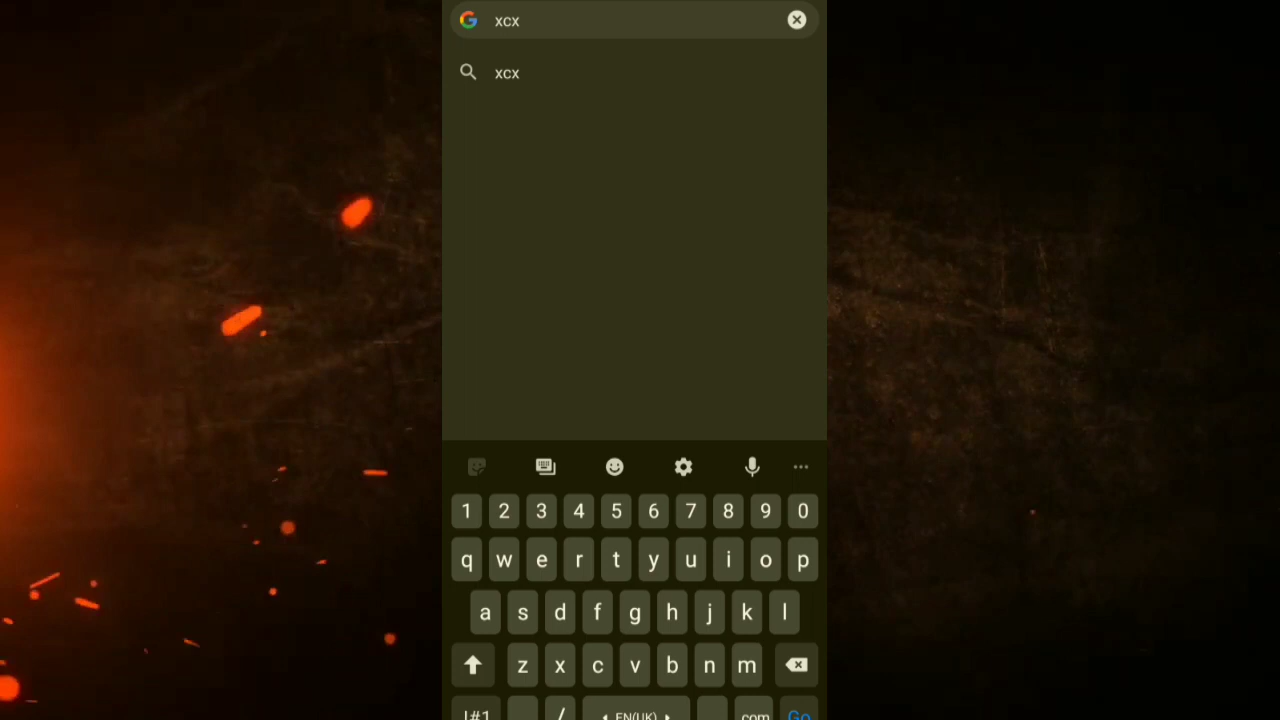 xcx
xcx
1 2 3 4 5 6 7 8 9 0
q w e r t y u i o p
a s d f g h j k l
z x c v b n m
!#1 / EN(UK) .com Go